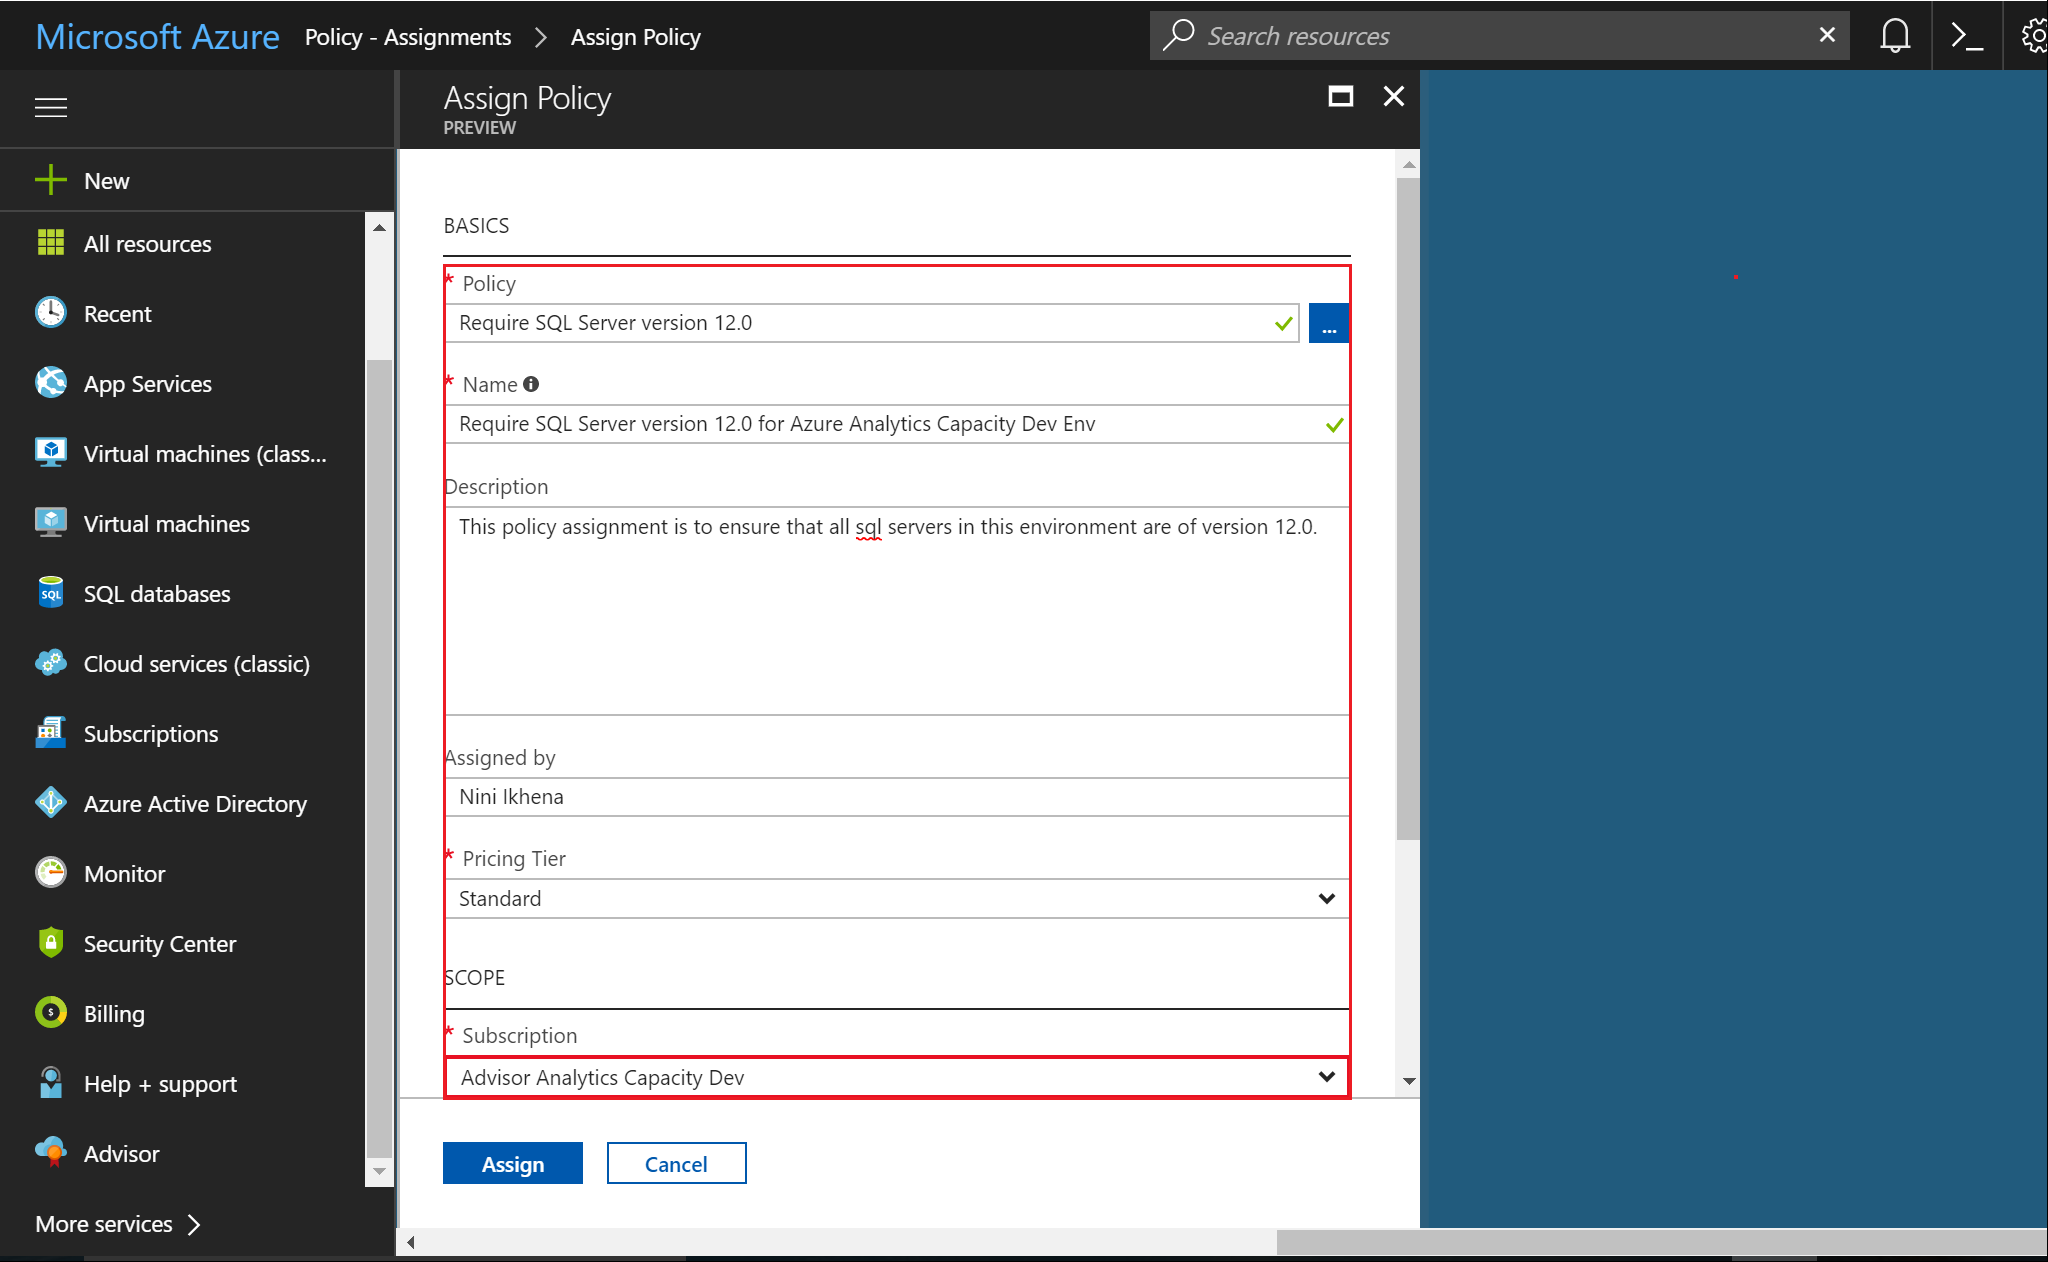 Microsoft Azure Policy - Assignments > Assign Policy
Search resources
Assign Policy
PREVIEW
New
All resources
Recent
App Services
Virtual machines (class...
Virtual machines
SQL databases
SQL
Cloud services (classic)
Subscriptions
Azure Active Directory
Monitor
Security Center
Billing
$
Help + support
Advisor
More services >
BASICS
* Policy
Require SQL Server version 12.0
...
* Name
Require SQL Server version 12.0 for Azure Analytics Capacity Dev Env
Description
This policy assignment is to ensure that all sql servers in this environment are of version 12.0.
Assigned by
Nini Ikhena
* Pricing Tier
Standard
SCOPE
* Subscription
Advisor Analytics Capacity Dev
Assign
Cancel